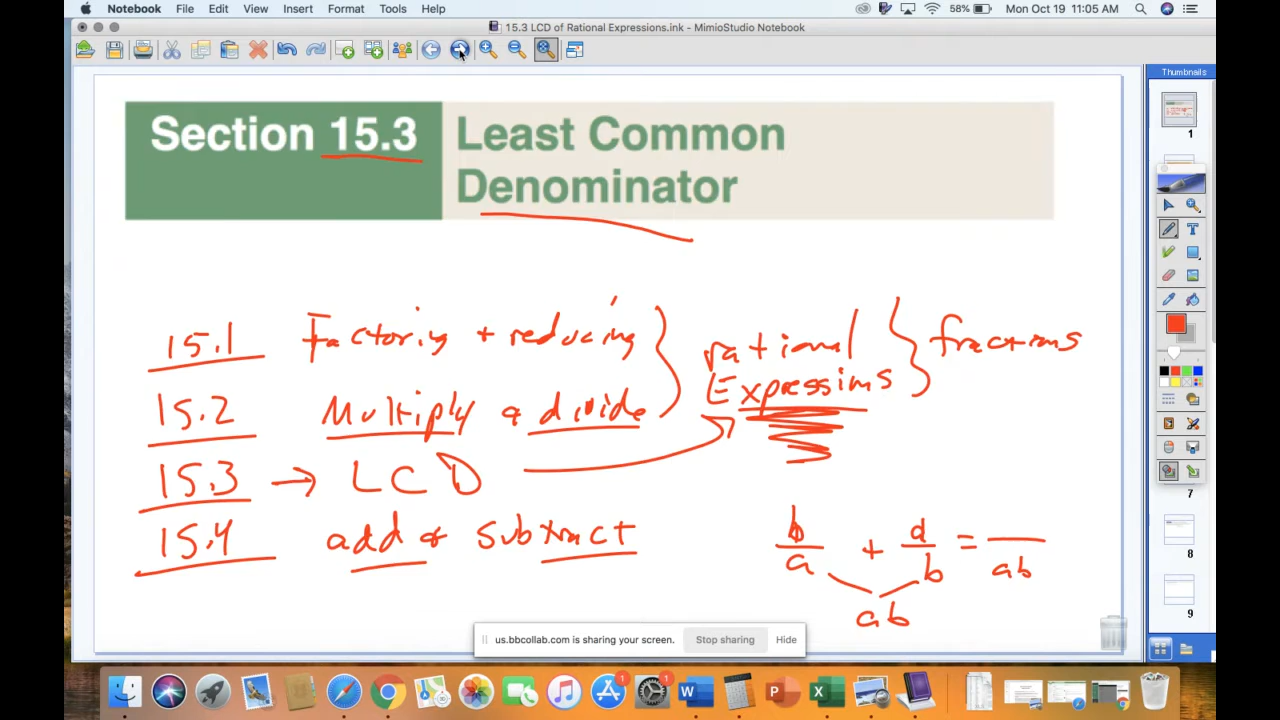 Notebook File Edit View Insert Format Tools Help 58% Mon Oct 19 11:05 AM
15.3 LCD of Rational Expressions.ink - MimioStudio Notebook
Thumbnails
Section 15.3 Least Common
Denominator
1
15.1 Factoring + reducing rational fractions
Expressions
15.2 Multiply & divide
15.3 → LCD
7
15.4 add & subtract
b/a + d/b = /ab
ab
8
9
us.bbcollab.com is sharing your screen. Stop sharing Hide